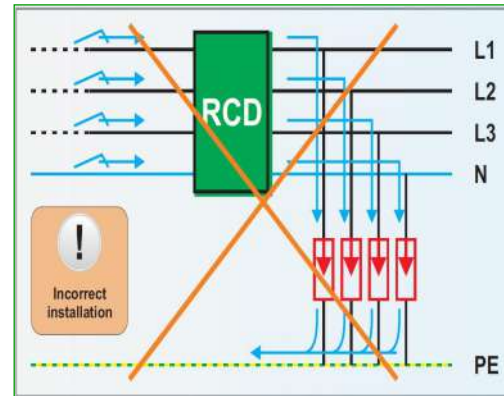 L1
L2
RCD
L3
N
!
Incorrect
installation
PE